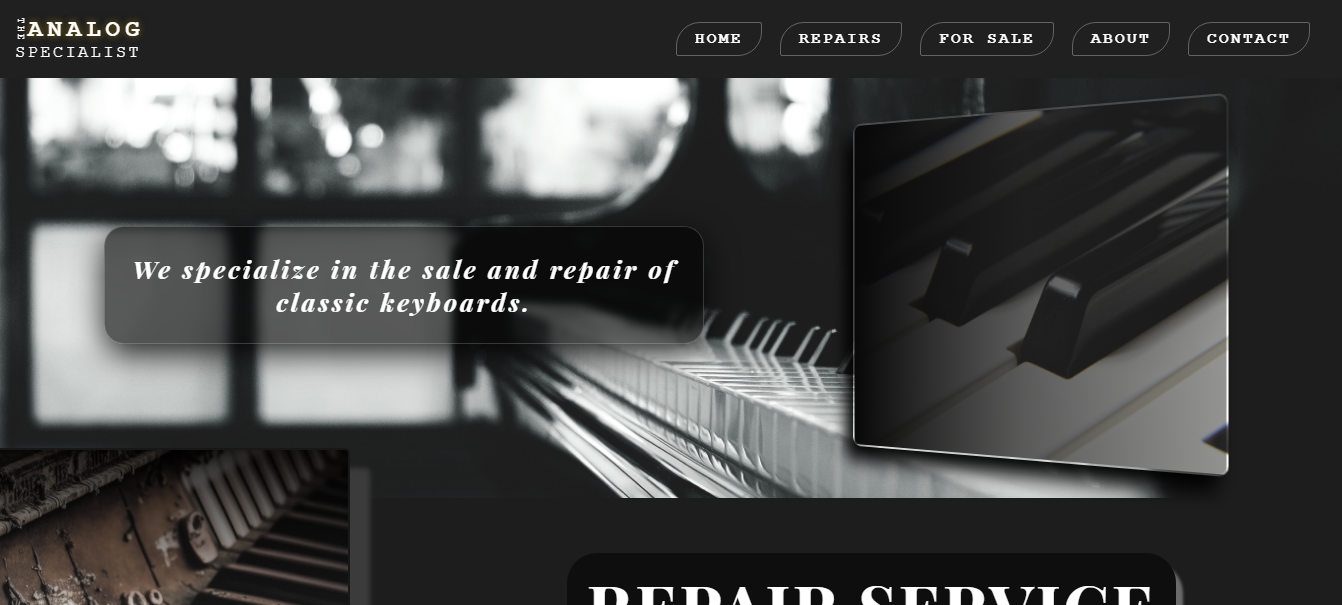 THE
ANALOG
SPECIALIST
HOME
REPAIRS
FOR SALE
ABOUT
CONTACT
We specialize in the sale and repair of
classic keyboards.
REPAIR SERVICE